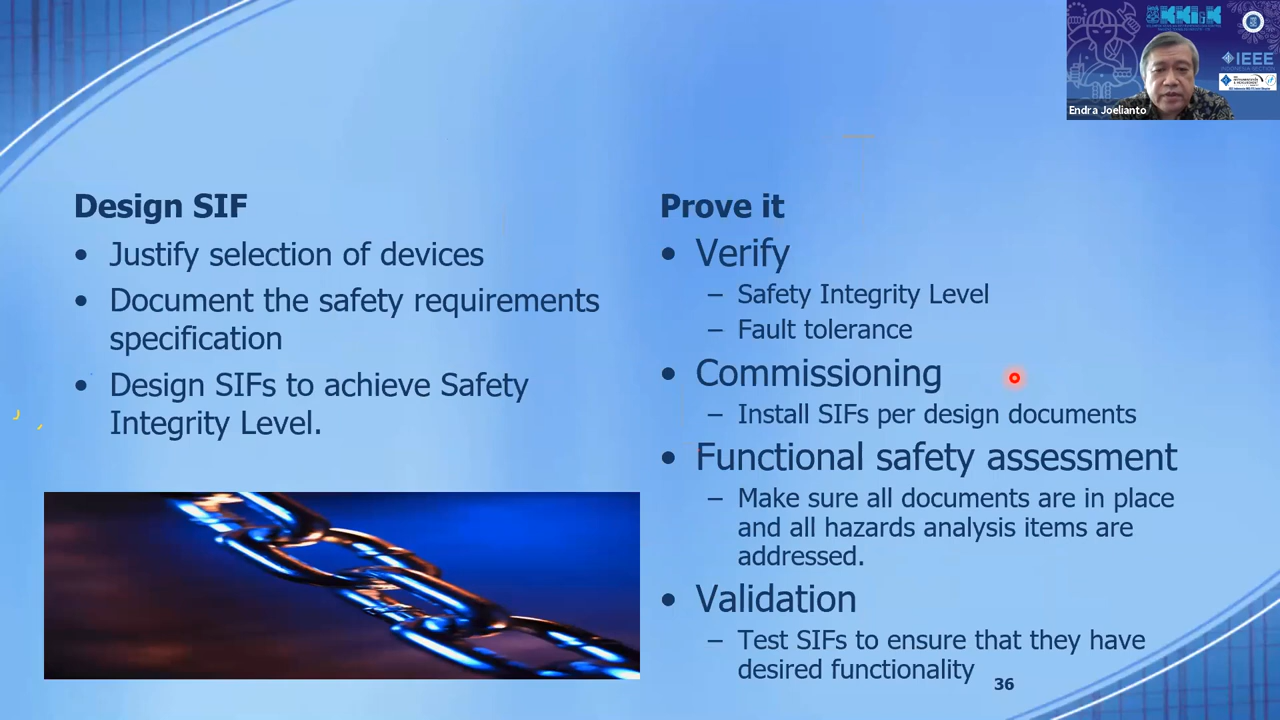 Design SIF
• Justify selection of devices
• Document the safety requirements
specification
• Design SIFs to achieve Safety
Integrity Level.
Prove it
• Verify
– Safety Integrity Level
– Fault tolerance
• Commissioning
– Install SIFs per design documents
• Functional safety assessment
– Make sure all documents are in place
and all hazards analysis items are
addressed.
• Validation
– Test SIFs to ensure that they have
desired functionality
36
IEEE
INDONESIA SECTION
Endra Joelianto